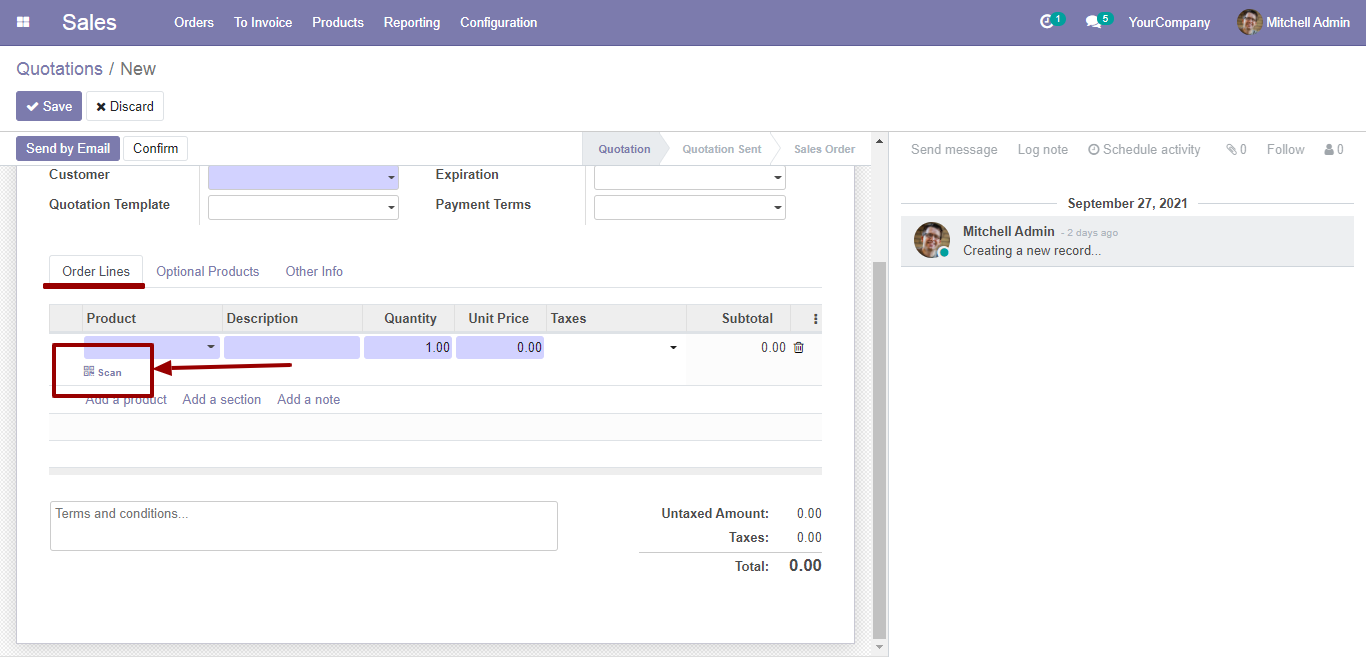 Sales Orders To Invoice Products Reporting Configuration 1 5 YourCompany Mitchell Admin
Quotations / New
Save Discard
Send by Email Confirm Quotation Quotation Sent Sales Order Send message Log note Schedule activity 0 Follow 0
Customer Expiration
Quotation Template Payment Terms
September 27, 2021
Mitchell Admin - 2 days ago
Creating a new record...
Order Lines Optional Products Other Info
Product Description Quantity Unit Price Taxes Subtotal
1.00 0.00 0.00
Scan
Add a product Add a section Add a note
Terms and conditions...
Untaxed Amount: 0.00
Taxes: 0.00
Total: 0.00